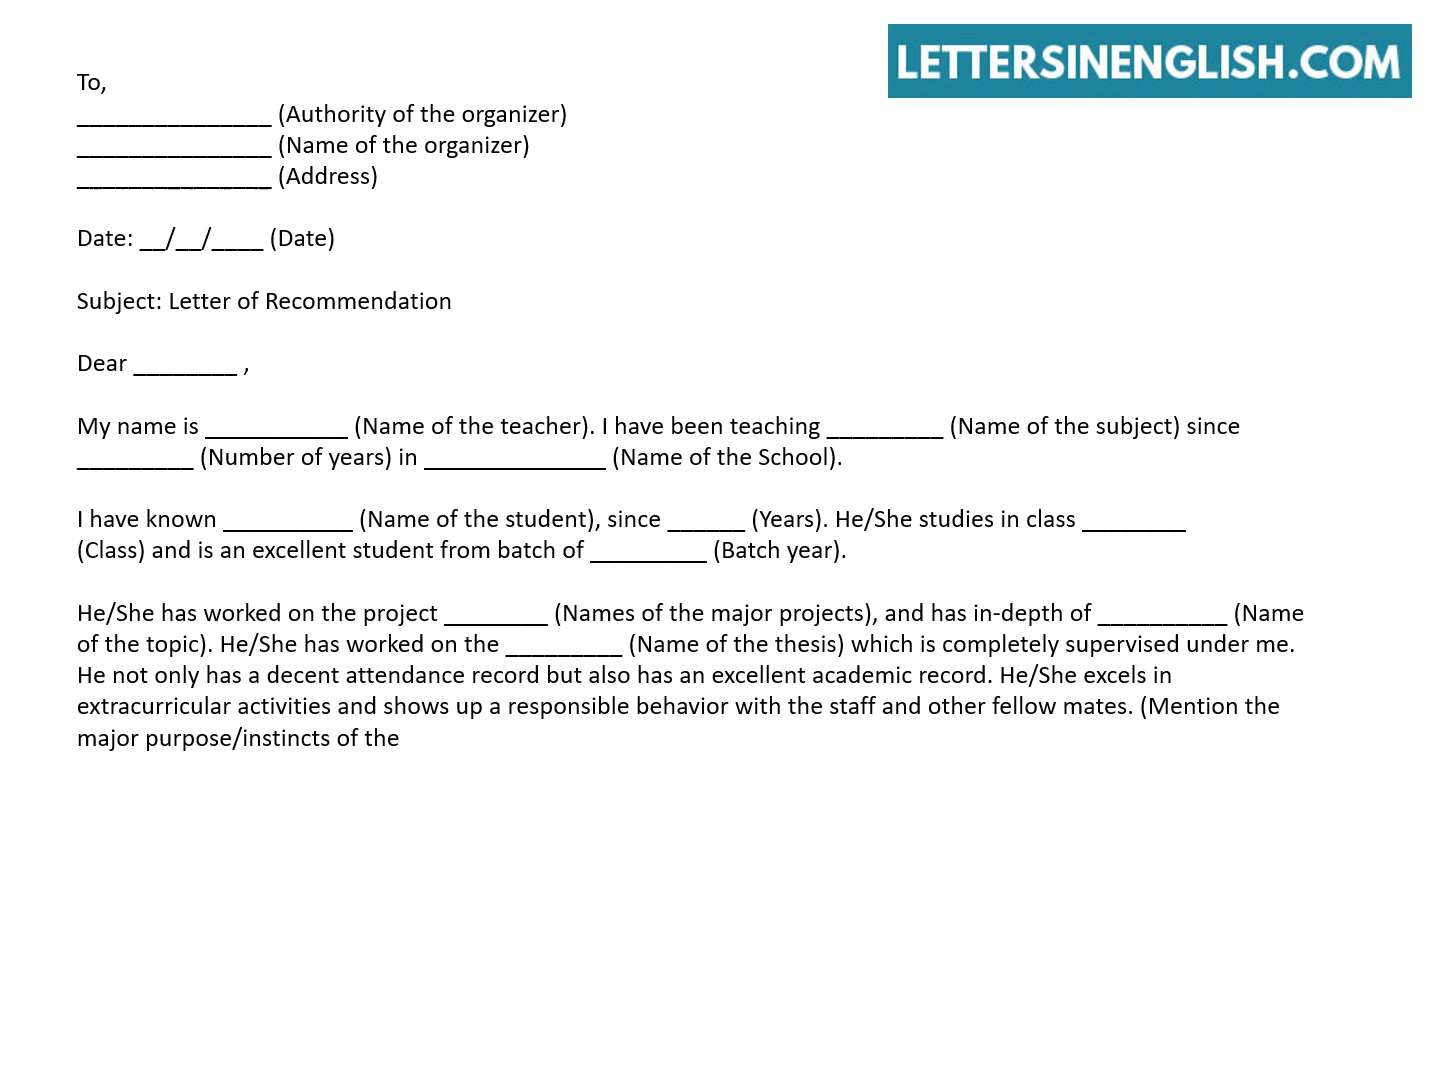 LETTERSINENGLISH.COM
To,
_______________ (Authority of the organizer)
_______________ (Name of the organizer)
_______________ (Address)
Date: __/__/____ (Date)
Subject: Letter of Recommendation
Dear ________ ,
My name is ___________ (Name of the teacher). I have been teaching _________ (Name of the subject) since
_________ (Number of years) in ______________ (Name of the School).
I have known __________ (Name of the student), since ______ (Years). He/She studies in class ________
(Class) and is an excellent student from batch of _________ (Batch year).
He/She has worked on the project ________ (Names of the major projects), and has in-depth of __________ (Name
of the topic). He/She has worked on the _________ (Name of the thesis) which is completely supervised under me.
He not only has a decent attendance record but also has an excellent academic record. He/She excels in
extracurricular activities and shows up a responsible behavior with the staff and other fellow mates. (Mention the
major purpose/instincts of the